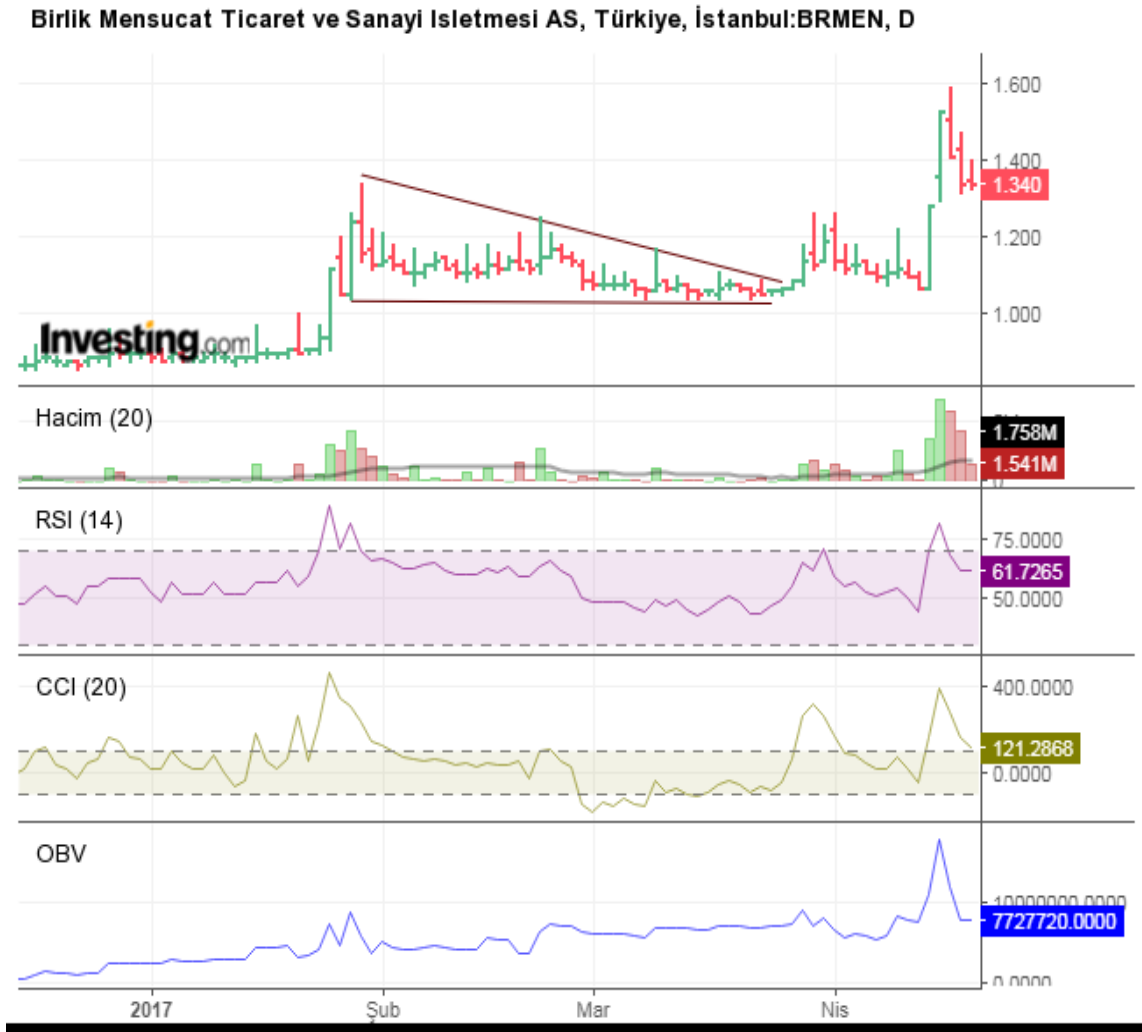 Birlik Mensucat Ticaret ve Sanayi Isletmesi AS, Türkiye, İstanbul:BRMEN, D
1.600
1.400
1.340
1.200
1.000
Investing.com
Hacim (20)
1.758M
1.541M
0
RSI (14)
75.0000
61.7265
50.0000
CCI (20)
400.0000
121.2868
0.0000
OBV
10000000.0000
7727720.0000
0.0000
2017
Şub
Mar
Nis